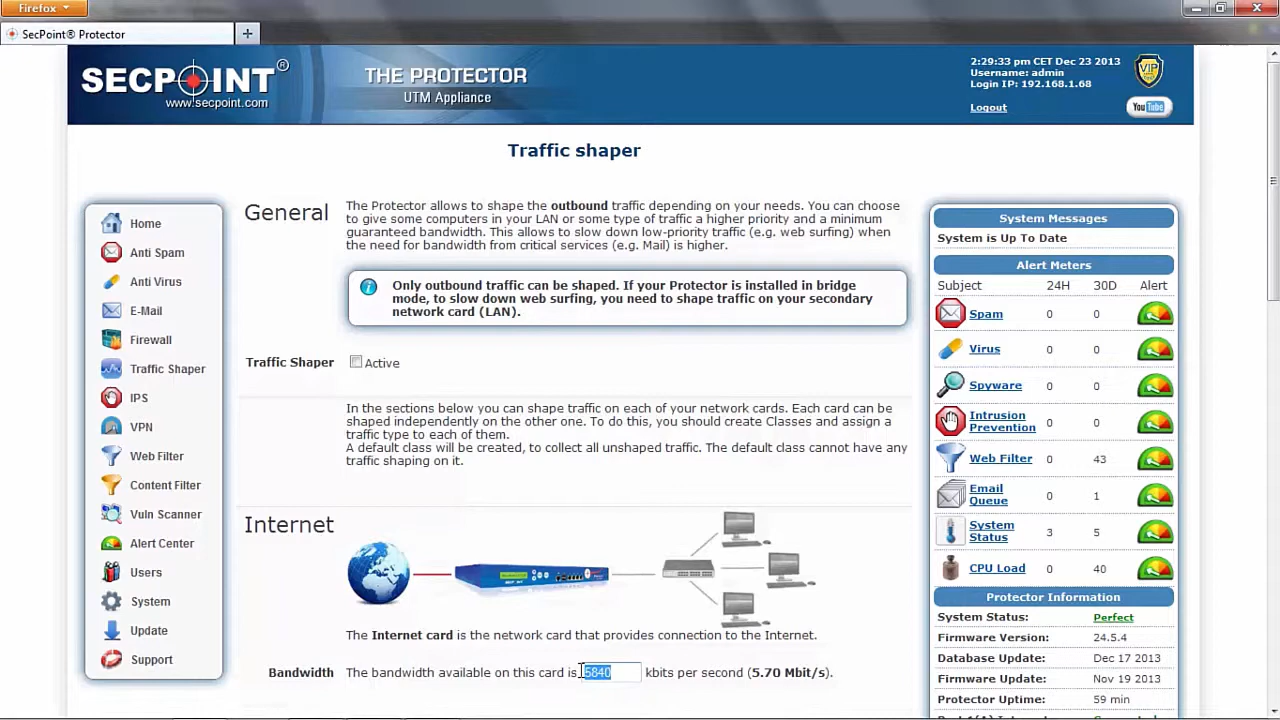 Firefox
SecPoint® Protector
SECPOINT®
www.secpoint.com
THE PROTECTOR
UTM Appliance
2:29:33 pm CET Dec 23 2013
Username: admin
Login IP: 192.168.1.68
Logout
VIP
You Tube
Traffic shaper
Home
Anti Spam
Anti Virus
E-Mail
Firewall
Traffic Shaper
IPS
VPN
Web Filter
Content Filter
Vuln Scanner
Alert Center
Users
System
Update
Support
General
The Protector allows to shape the outbound traffic depending on your needs. You can choose
to give some computers in your LAN or some type of traffic a higher priority and a minimum
guaranteed bandwidth. This allows to slow down low-priority traffic (e.g. web surfing) when
the need for bandwidth from critical services (e.g. Mail) is higher.
Only outbound traffic can be shaped. If your Protector is installed in bridge
mode, to slow down web surfing, you need to shape traffic on your secondary
network card (LAN).
Traffic Shaper Active
In the sections below, you can shape traffic on each of your network cards. Each card can be
shaped independently on the other one. To do this, you should create Classes and assign a
traffic type to each of them.
A default class will be created, to collect all unshaped traffic. The default class cannot have any
traffic shaping on it.
Internet
The Internet card is the network card that provides connection to the Internet.
Bandwidth The bandwidth available on this card is 5840 kbits per second (5.70 Mbit/s).
System Messages
System is Up To Date
Alert Meters
Subject 24H 30D Alert
Spam 0 0
Virus 0 0
Spyware 0 0
Intrusion
Prevention 0 0
Web Filter 0 43
Email
Queue 0 1
System
Status 3 5
CPU Load 0 40
Protector Information
System Status: Perfect
Firmware Version: 24.5.4
Database Update: Dec 17 2013
Firmware Update: Nov 19 2013
Protector Uptime: 59 min